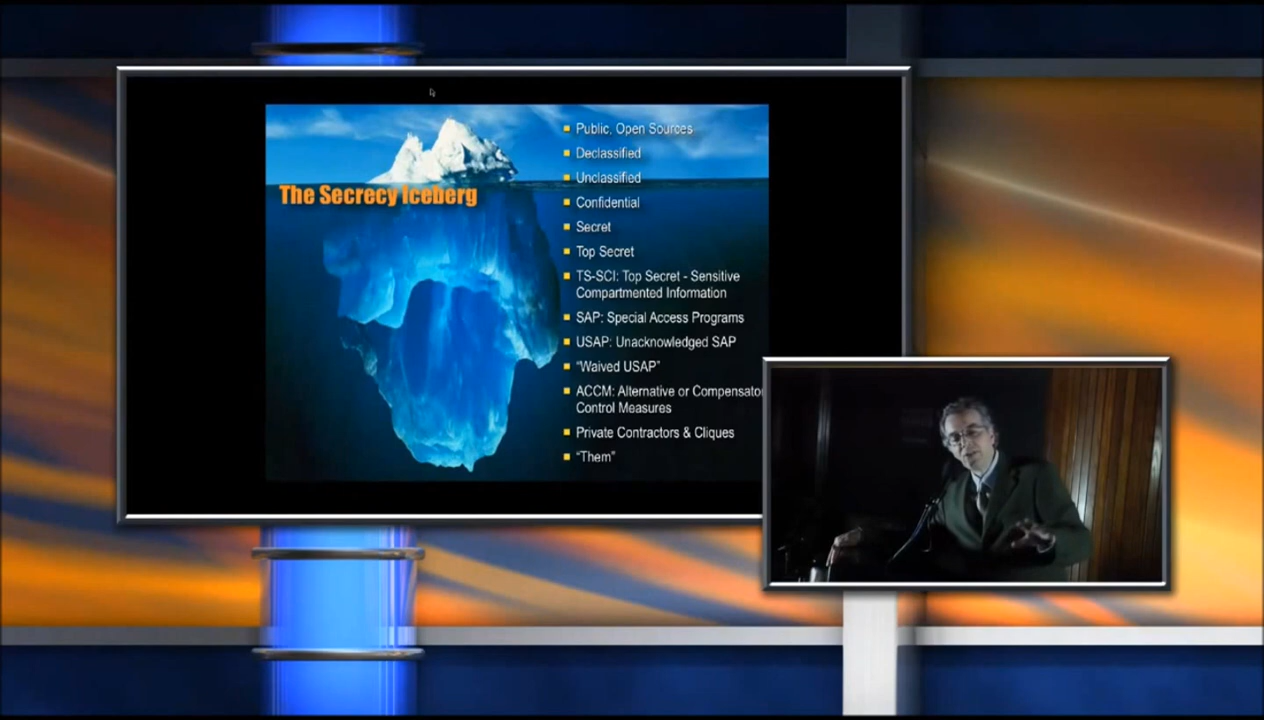 The Secrecy Iceberg
Public, Open Sources
Declassified
Unclassified
Confidential
Secret
Top Secret
TS-SCI: Top Secret - Sensitive
Compartmented Information
SAP: Special Access Programs
USAP: Unacknowledged SAP
“Waived USAP”
ACCM: Alternative or Compensato
Control Measures
Private Contractors & Cliques
“Them”